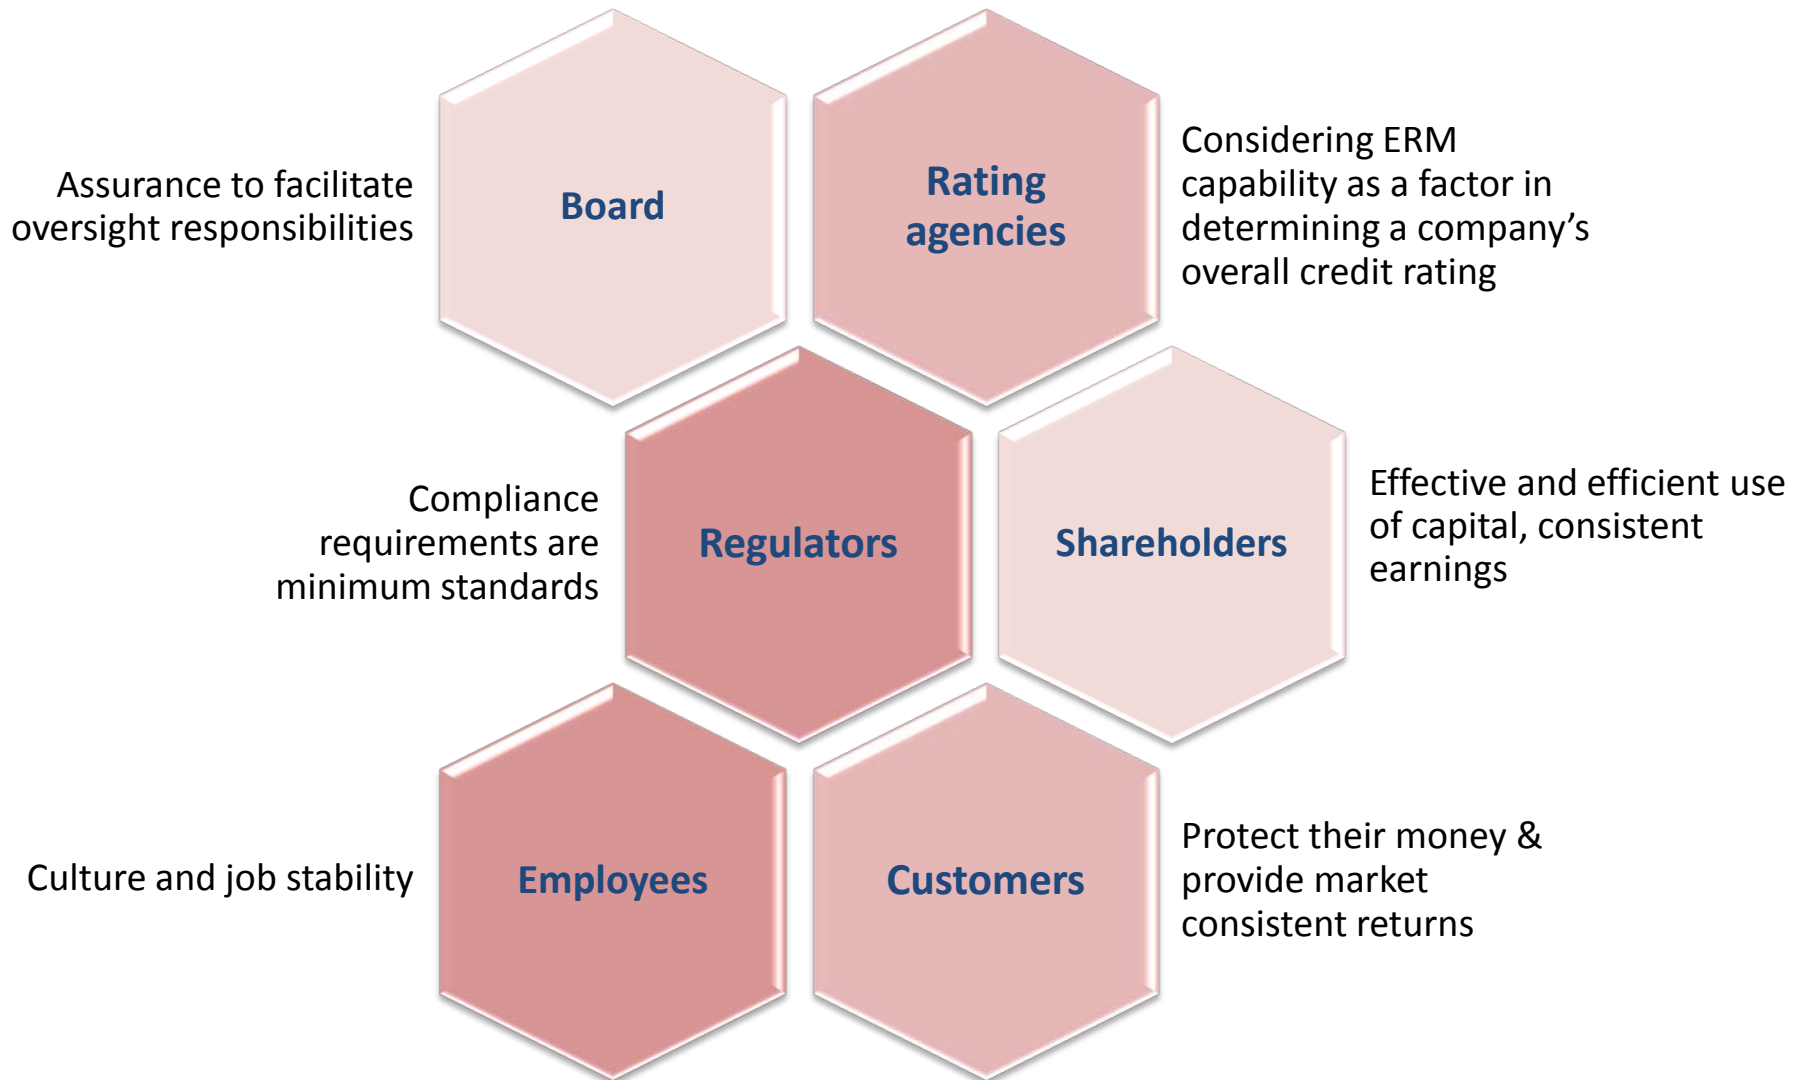 Assurance to facilitate
oversight responsibilities
Board
Rating
agencies
Considering ERM
capability as a factor in
determining a company’s
overall credit rating
Compliance
requirements are
minimum standards
Regulators
Shareholders
Effective and efficient use
of capital, consistent
earnings
Culture and job stability
Employees
Customers
Protect their money &
provide market
consistent returns